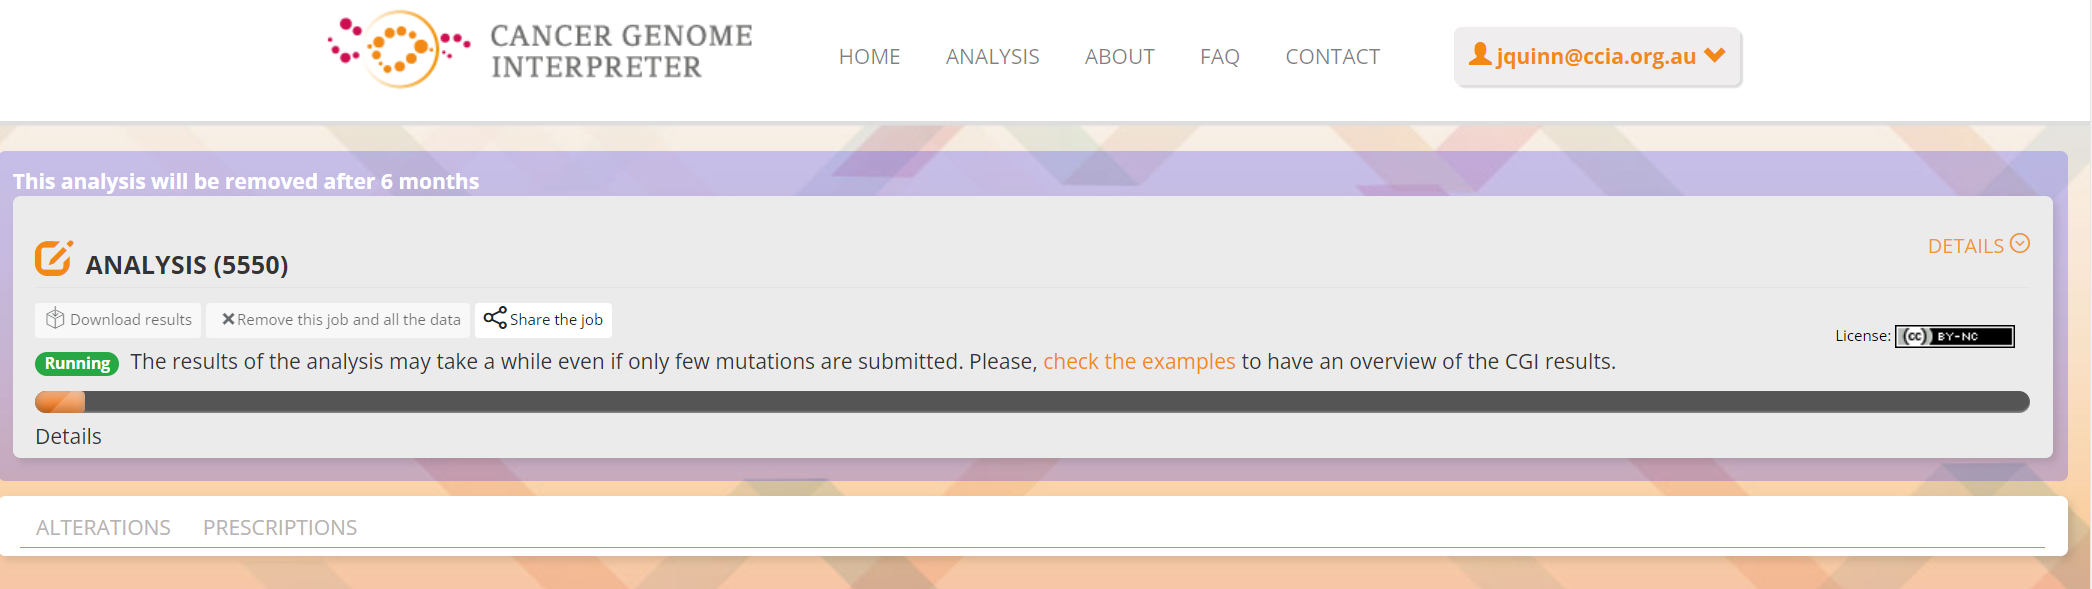 CANCER GENOME
INTERPRETER
HOME ANALYSIS ABOUT FAQ CONTACT
jquinn@ccia.org.au
This analysis will be removed after 6 months
DETAILS
ANALYSIS (5550)
Download results Remove this job and all the data Share the job
License: cc BY-NC
Running The results of the analysis may take a while even if only few mutations are submitted. Please, check the examples to have an overview of the CGI results.
Details
ALTERATIONS PRESCRIPTIONS